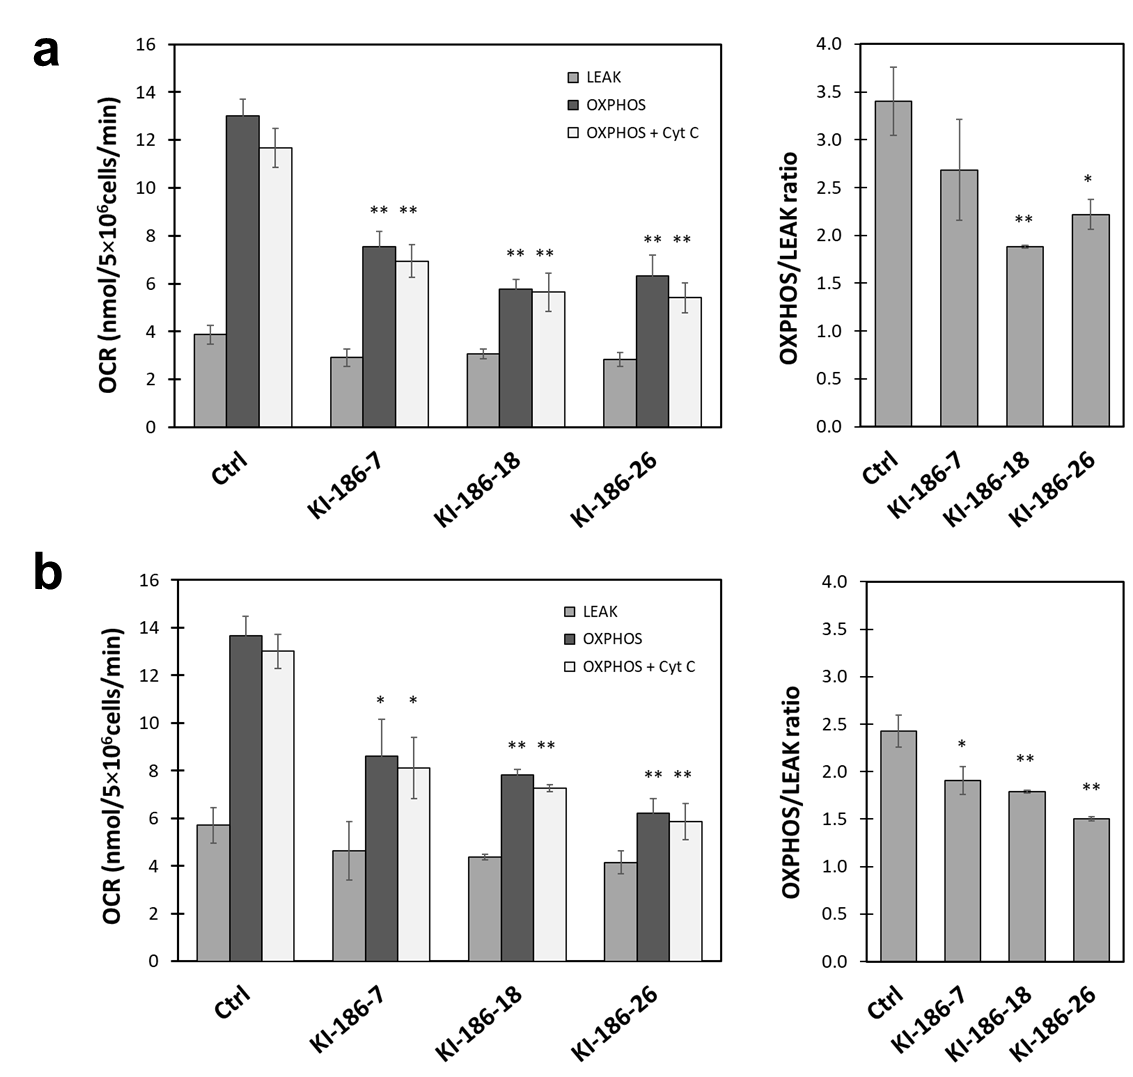 a
OCR (nmol/5×10⁶cells/min)
16
14
12
10
8
6
4
2
0
LEAK
OXPHOS
OXPHOS + Cyt C
** **
** **
** **
Ctrl
KI-186-7
KI-186-18
KI-186-26
OXPHOS/LEAK ratio
4.0
3.5
3.0
2.5
2.0
1.5
1.0
0.5
0.0
**
*
Ctrl
KI-186-7
KI-186-18
KI-186-26
b
OCR (nmol/5×10⁶cells/min)
16
14
12
10
8
6
4
2
0
LEAK
OXPHOS
OXPHOS + Cyt C
* *
** **
** **
Ctrl
KI-186-7
KI-186-18
KI-186-26
OXPHOS/LEAK ratio
4.0
3.5
3.0
2.5
2.0
1.5
1.0
0.5
0.0
*
**
**
Ctrl
KI-186-7
KI-186-18
KI-186-26